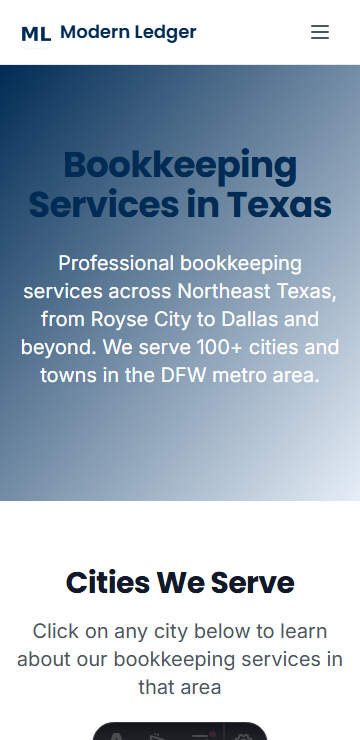 ML Modern Ledger
Bookkeeping
Services in Texas
Professional bookkeeping
services across Northeast Texas,
from Royse City to Dallas and
beyond. We serve 100+ cities and
towns in the DFW metro area.
Cities We Serve
Click on any city below to learn
about our bookkeeping services in
that area